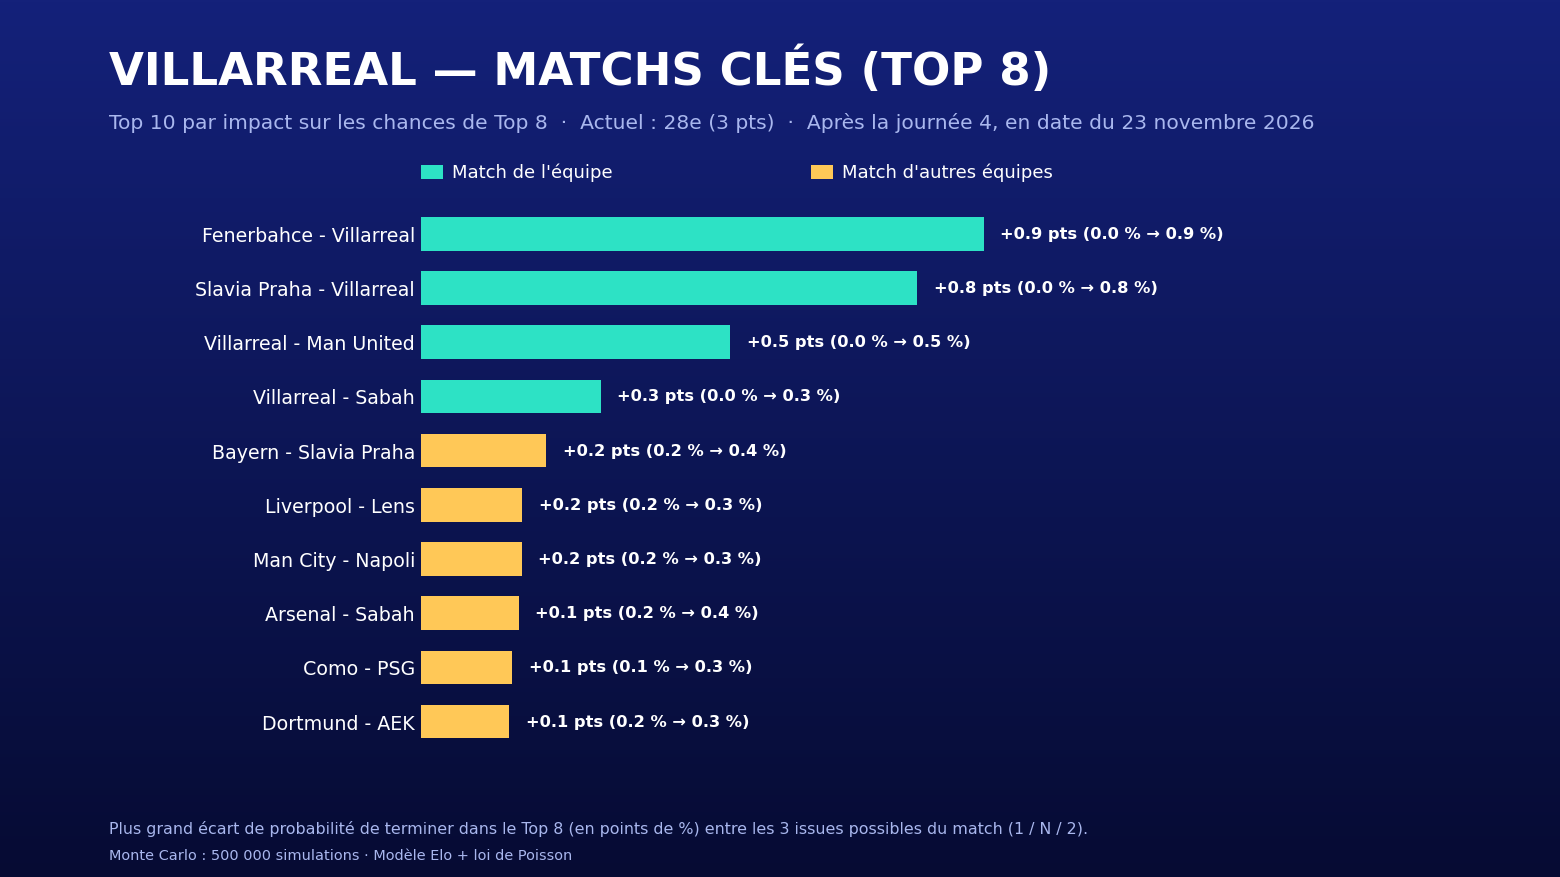 VILLARREAL — MATCHS CLÉS (TOP 8)
Top 10 par impact sur les chances de Top 8 · Actuel : 28e (3 pts) · Après la journée 4, en date du 23 novembre 2026
Match de l'équipe
Match d'autres équipes
Fenerbahce - Villarreal +0.9 pts (0.0 % → 0.9 %)
Slavia Praha - Villarreal +0.8 pts (0.0 % → 0.8 %)
Villarreal - Man United +0.5 pts (0.0 % → 0.5 %)
Villarreal - Sabah +0.3 pts (0.0 % → 0.3 %)
Bayern - Slavia Praha +0.2 pts (0.2 % → 0.4 %)
Liverpool - Lens +0.2 pts (0.2 % → 0.3 %)
Man City - Napoli +0.2 pts (0.2 % → 0.3 %)
Arsenal - Sabah +0.1 pts (0.2 % → 0.4 %)
Como - PSG +0.1 pts (0.1 % → 0.3 %)
Dortmund - AEK +0.1 pts (0.2 % → 0.3 %)
Plus grand écart de probabilité de terminer dans le Top 8 (en points de %) entre les 3 issues possibles du match (1 / N / 2).
Monte Carlo : 500 000 simulations · Modèle Elo + loi de Poisson